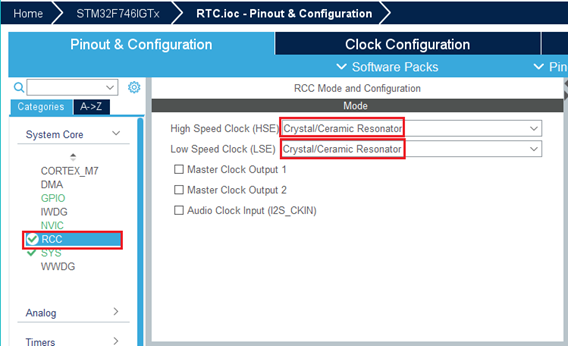 Home STM32F746IGTx RTC.ioc - Pinout & Configuration
Pinout & Configuration Clock Configuration
Software Packs Pin
Categories A->Z
System Core
CORTEX_M7
DMA
GPIO
IWDG
NVIC
RCC
SYS
WWDG
Analog
Timers
RCC Mode and Configuration
Mode
High Speed Clock (HSE) Crystal/Ceramic Resonator
Low Speed Clock (LSE) Crystal/Ceramic Resonator
Master Clock Output 1
Master Clock Output 2
Audio Clock Input (I2S_CKIN)